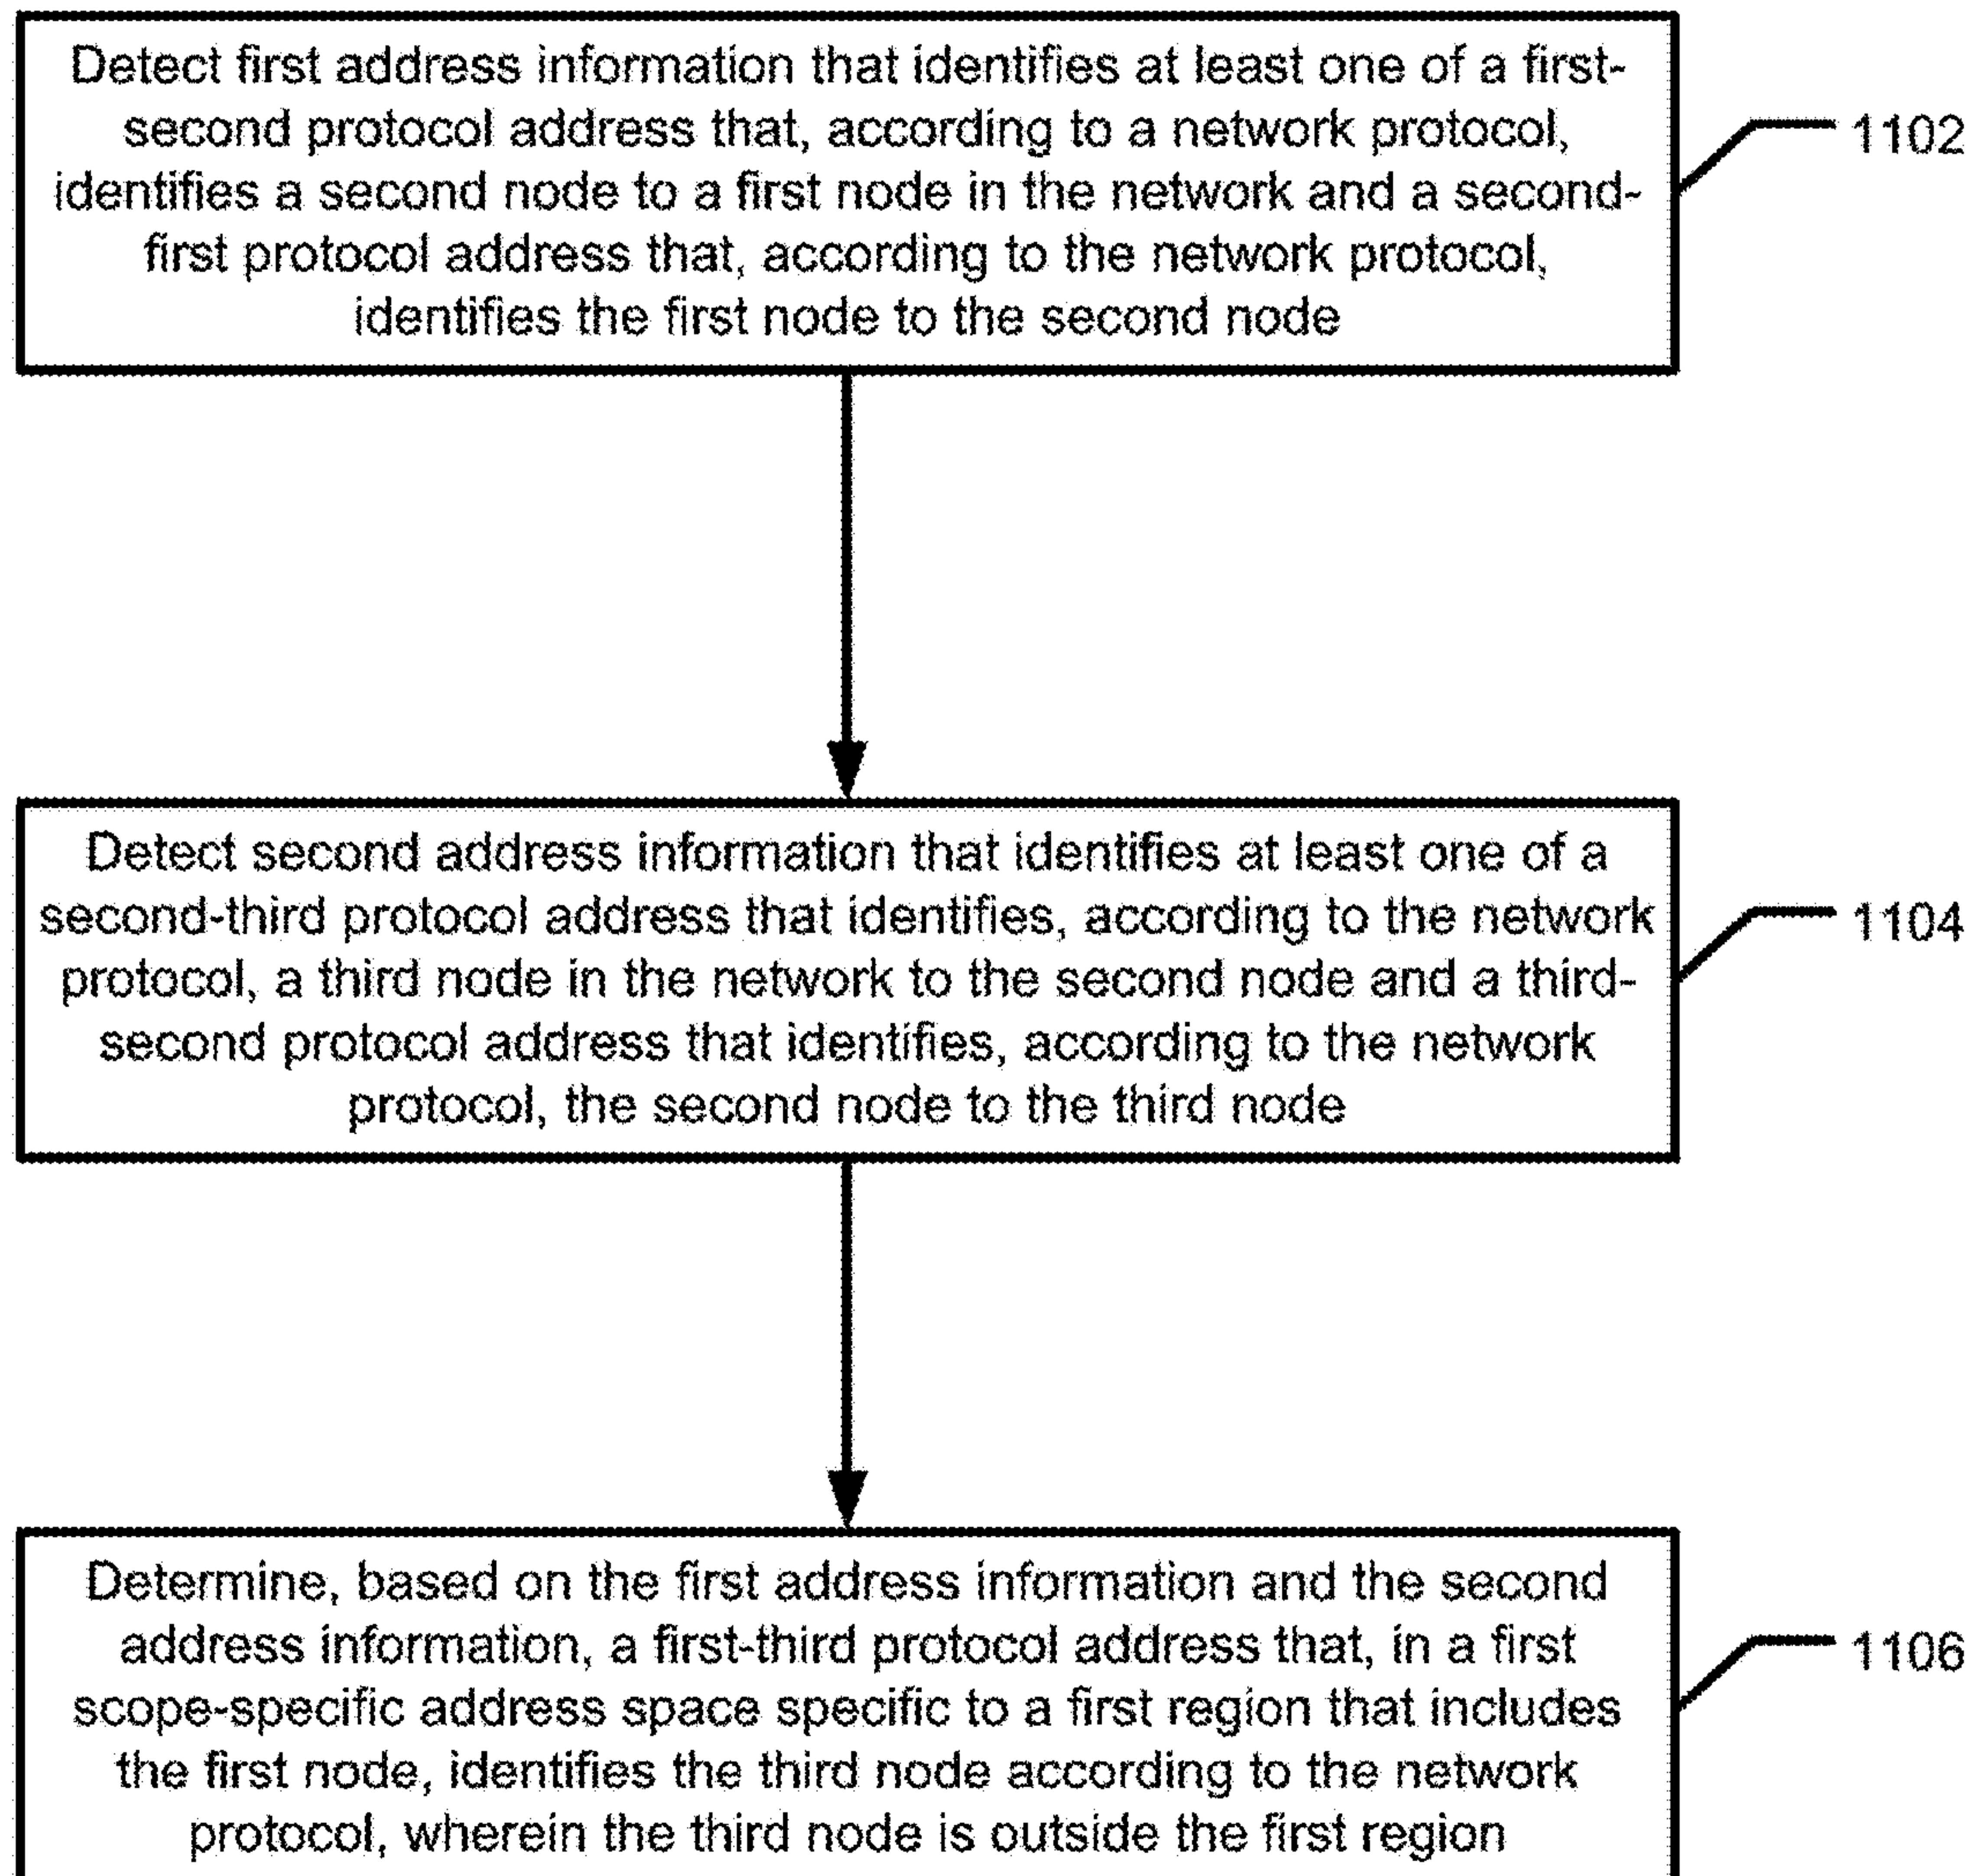 Detect first address information that identifies at least one of a first-
second protocol address that, according to a network protocol,
identifies a second node to a first node in the network and a second-
first protocol address that, according to the network protocol,
identifies the first node to the second node
1102
Detect second address information that identifies at least one of a
second-third protocol address that identifies, according to the network
protocol, a third node in the network to the second node and a third-
second protocol address that identifies, according to the network
protocol, the second node to the third node
1104
Determine, based on the first address information and the second
address information, a first-third protocol address that, in a first
scope-specific address space specific to a first region that includes
the first node, identifies the third node according to the network
protocol, wherein the third node is outside the first region
1106